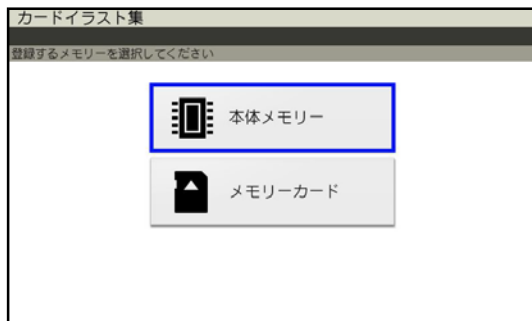 カードイラスト集
登録するメモリーを選択してください
本体メモリー
メモリーカード